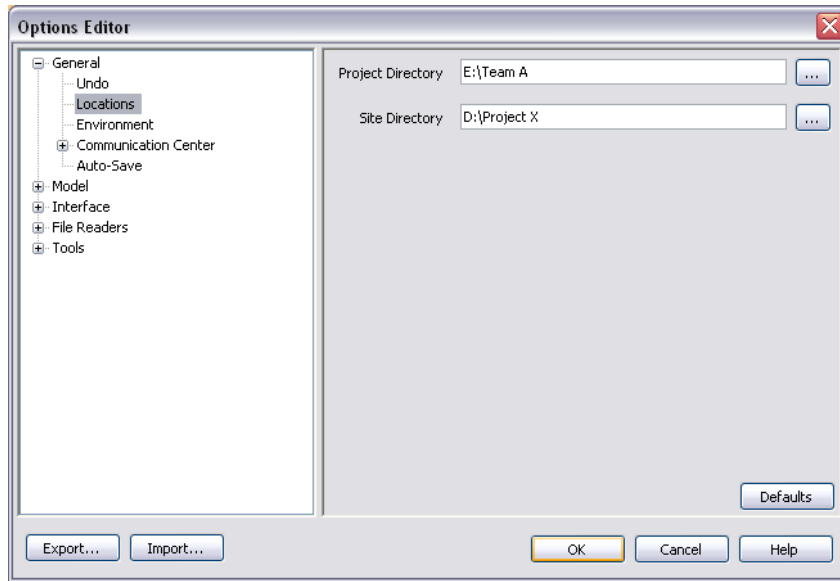 Options Editor
General
Undo
Locations
Environment
Communication Center
Auto-Save
Model
Interface
File Readers
Tools
Project Directory E:\Team A ...
Site Directory D:\Project X ...
Defaults
Export... Import... OK Cancel Help